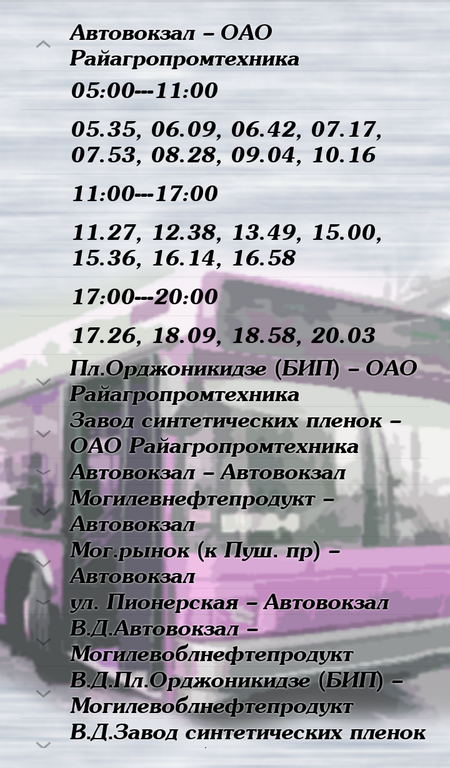 Автовокзал – ОАО
Райагропромтехника
05:00---11:00
05.35, 06.09, 06.42, 07.17,
07.53, 08.28, 09.04, 10.16
11:00---17:00
11.27, 12.38, 13.49, 15.00,
15.36, 16.14, 16.58
17:00---20:00
17.26, 18.09, 18.58, 20.03
Пл.Орджоникидзе (БИП) – ОАО
Райагропромтехника
Завод синтетических пленок –
ОАО Райагропромтехника
Автовокзал – Автовокзал
Могилевнефтепродукт –
Автовокзал
Мог.рынок (к Пуш. пр) –
Автовокзал
ул. Пионерская – Автовокзал
В.Д.Автовокзал –
Могилевоблнефтепродукт
В.Д.Пл.Орджоникидзе (БИП) –
Могилевоблнефтепродукт
В.Д.Завод синтетических пленок